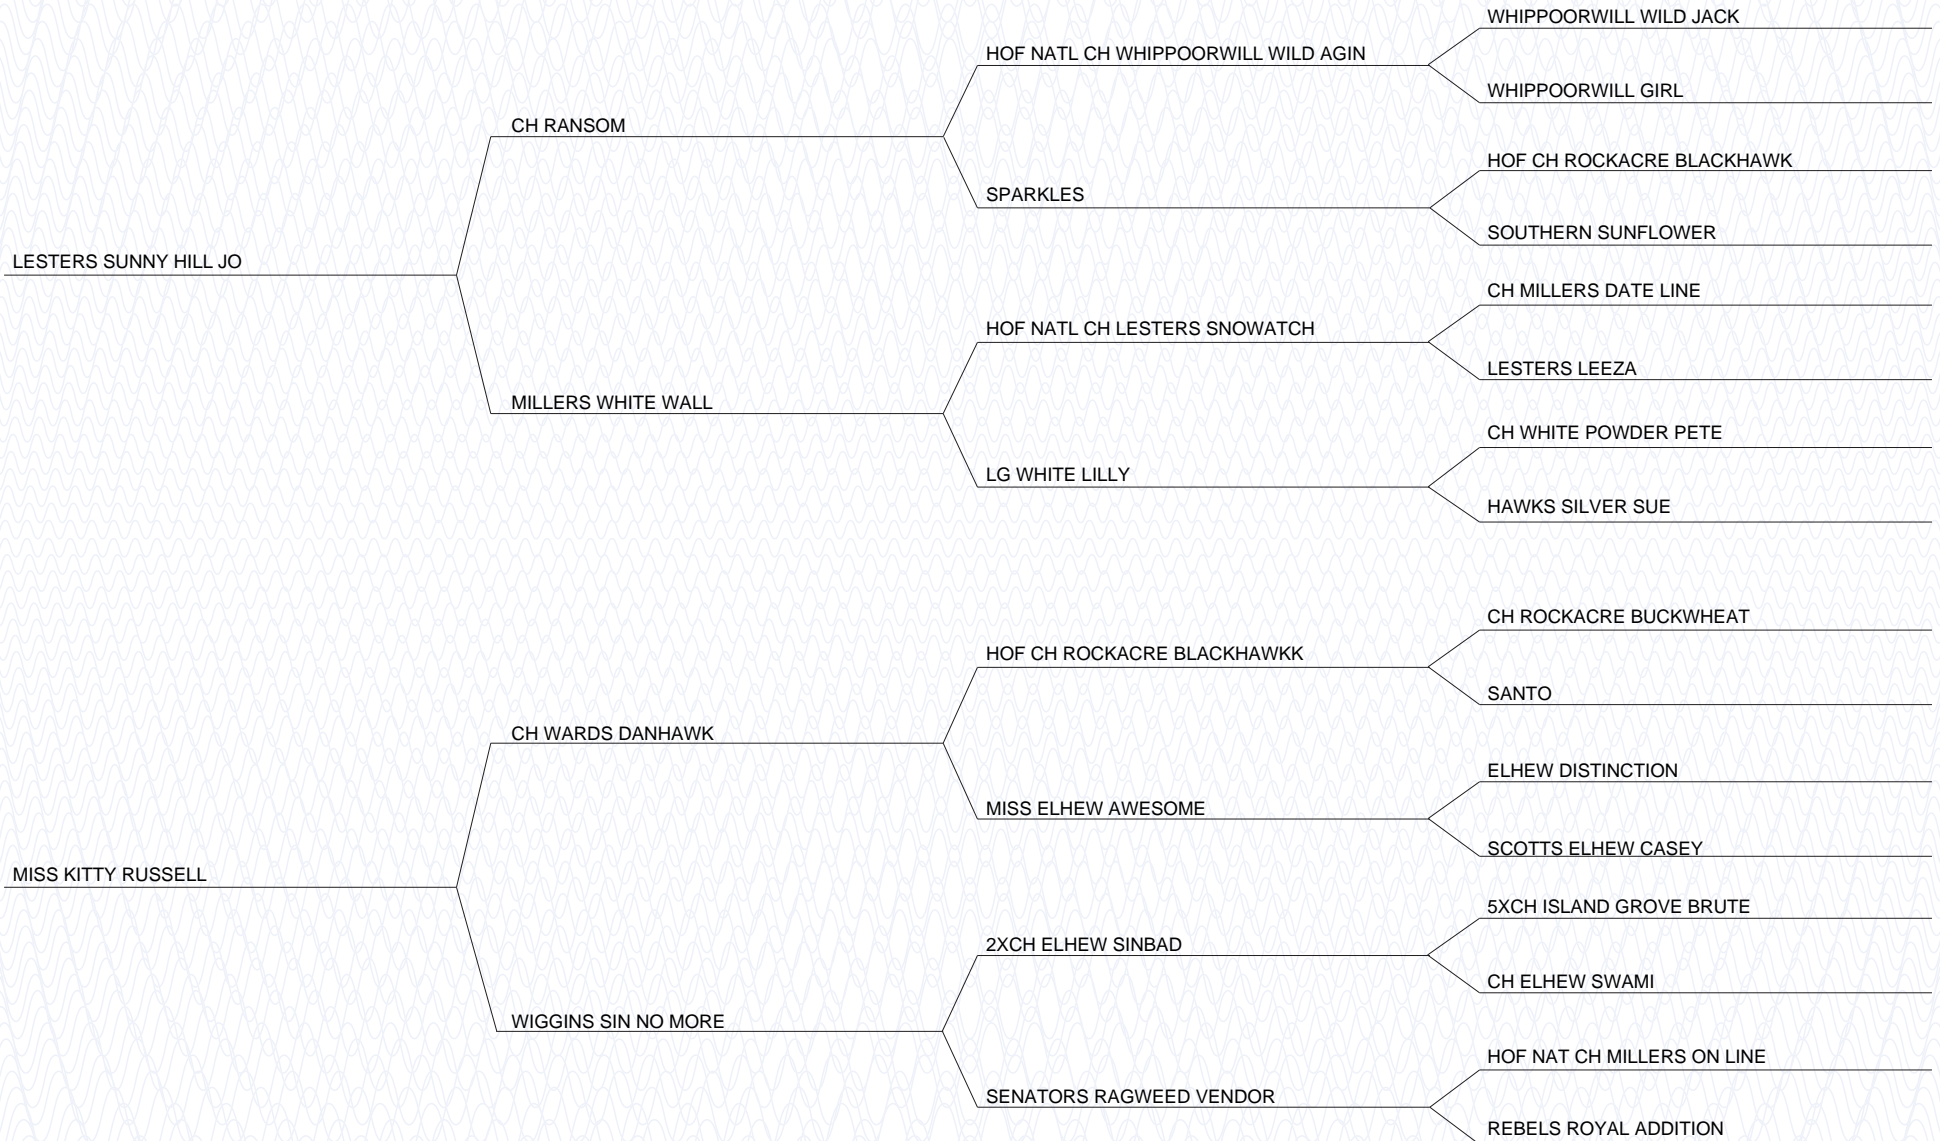 WHIPPOORWILL WILD JACK
HOF NATL CH WHIPPOORWILL WILD AGIN
WHIPPOORWILL GIRL
CH RANSOM
HOF CH ROCKACRE BLACKHAWK
SPARKLES
SOUTHERN SUNFLOWER
LESTERS SUNNY HILL JO
CH MILLERS DATE LINE
HOF NATL CH LESTERS SNOWATCH
LESTERS LEEZA
MILLERS WHITE WALL
CH WHITE POWDER PETE
LG WHITE LILLY
HAWKS SILVER SUE
CH ROCKACRE BUCKWHEAT
HOF CH ROCKACRE BLACKHAWKK
SANTO
CH WARDS DANHAWK
ELHEW DISTINCTION
MISS ELHEW AWESOME
SCOTTS ELHEW CASEY
MISS KITTY RUSSELL
5XCH ISLAND GROVE BRUTE
2XCH ELHEW SINBAD
CH ELHEW SWAMI
WIGGINS SIN NO MORE
HOF NAT CH MILLERS ON LINE
SENATORS RAGWEED VENDOR
REBELS ROYAL ADDITION